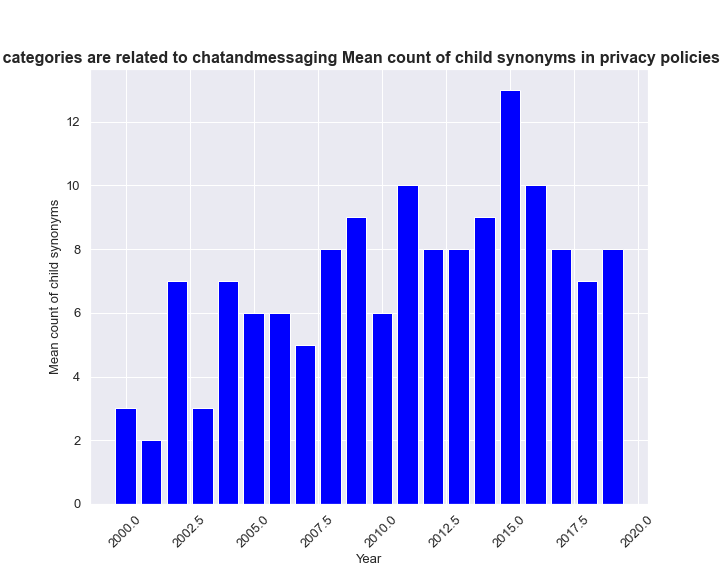 categories are related to chatandmessaging Mean count of child synonyms in privacy policies
Mean count of child synonyms
12
10
8
6
4
2
0
2000.0 2002.5 2005.0 2007.5 2010.0 2012.5 2015.0 2017.5 2020.0
Year